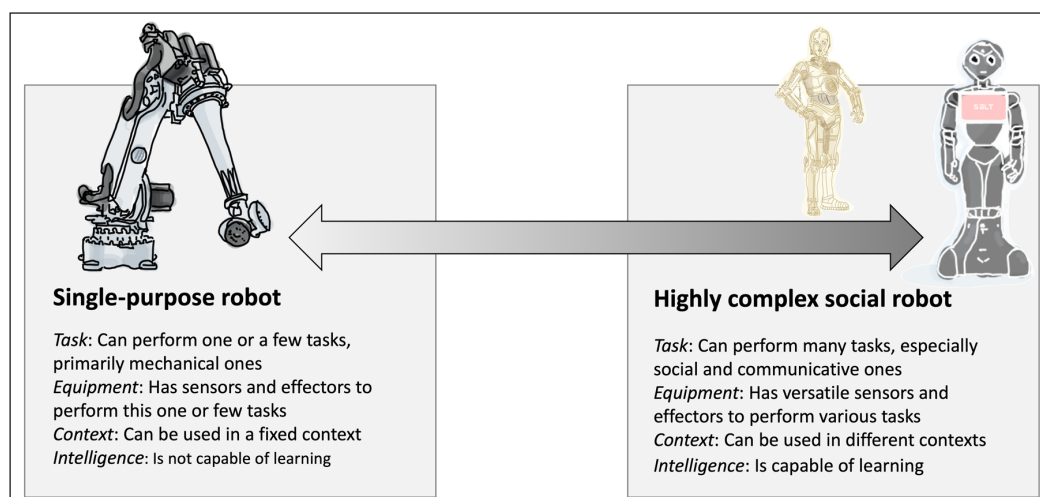 SBLT
Single-purpose robot
Task: Can perform one or a few tasks,
primarily mechanical ones
Equipment: Has sensors and effectors to
perform this one or few tasks
Context: Can be used in a fixed context
Intelligence: Is not capable of learning
Highly complex social robot
Task: Can perform many tasks, especially
social and communicative ones
Equipment: Has versatile sensors and
effectors to perform various tasks
Context: Can be used in different contexts
Intelligence: Is capable of learning